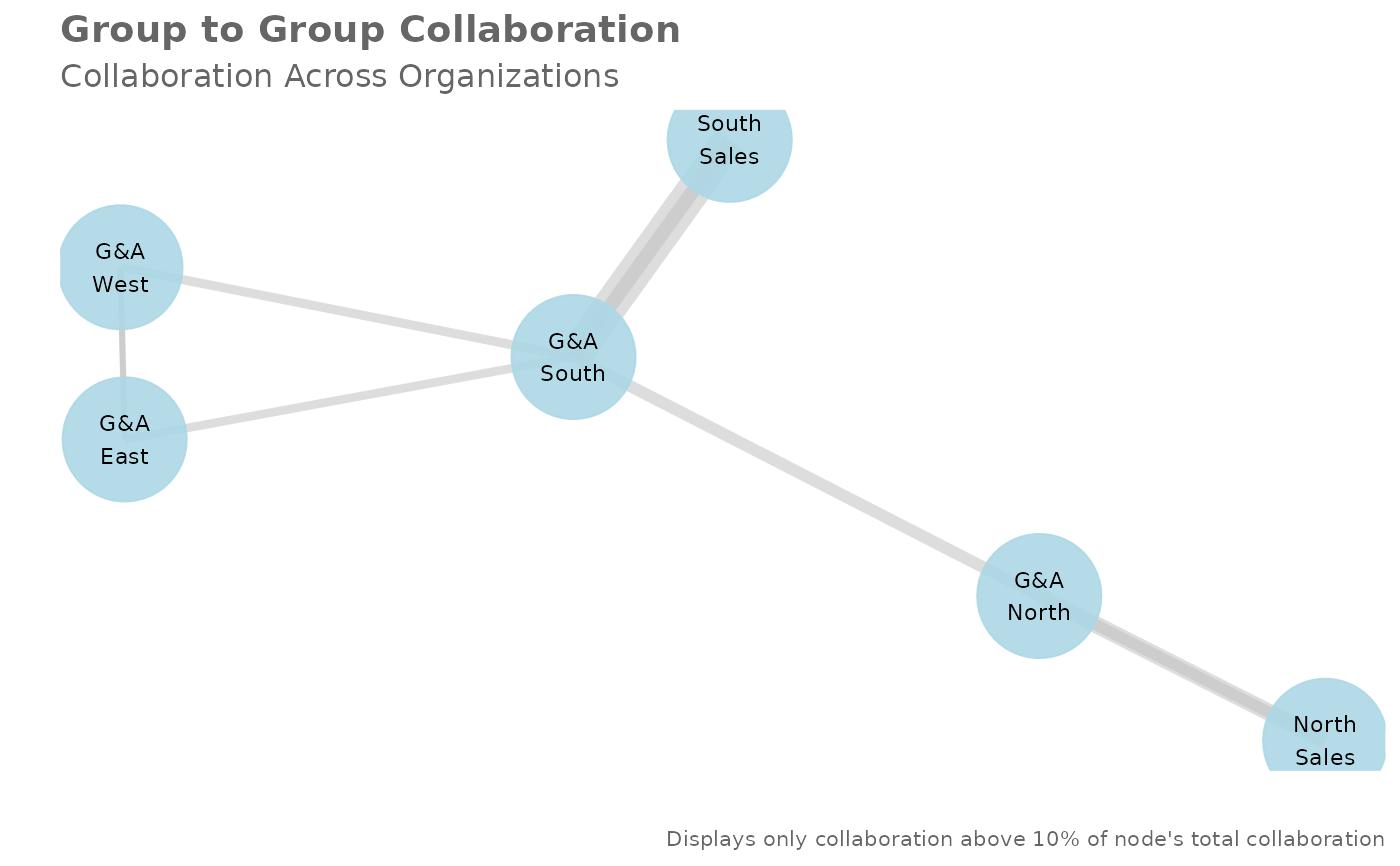 Group to Group Collaboration
Collaboration Across Organizations
South
Sales
G&A
West
G&A
South
G&A
East
G&A
North
North
Sales
Displays only collaboration above 10% of node's total collaboration